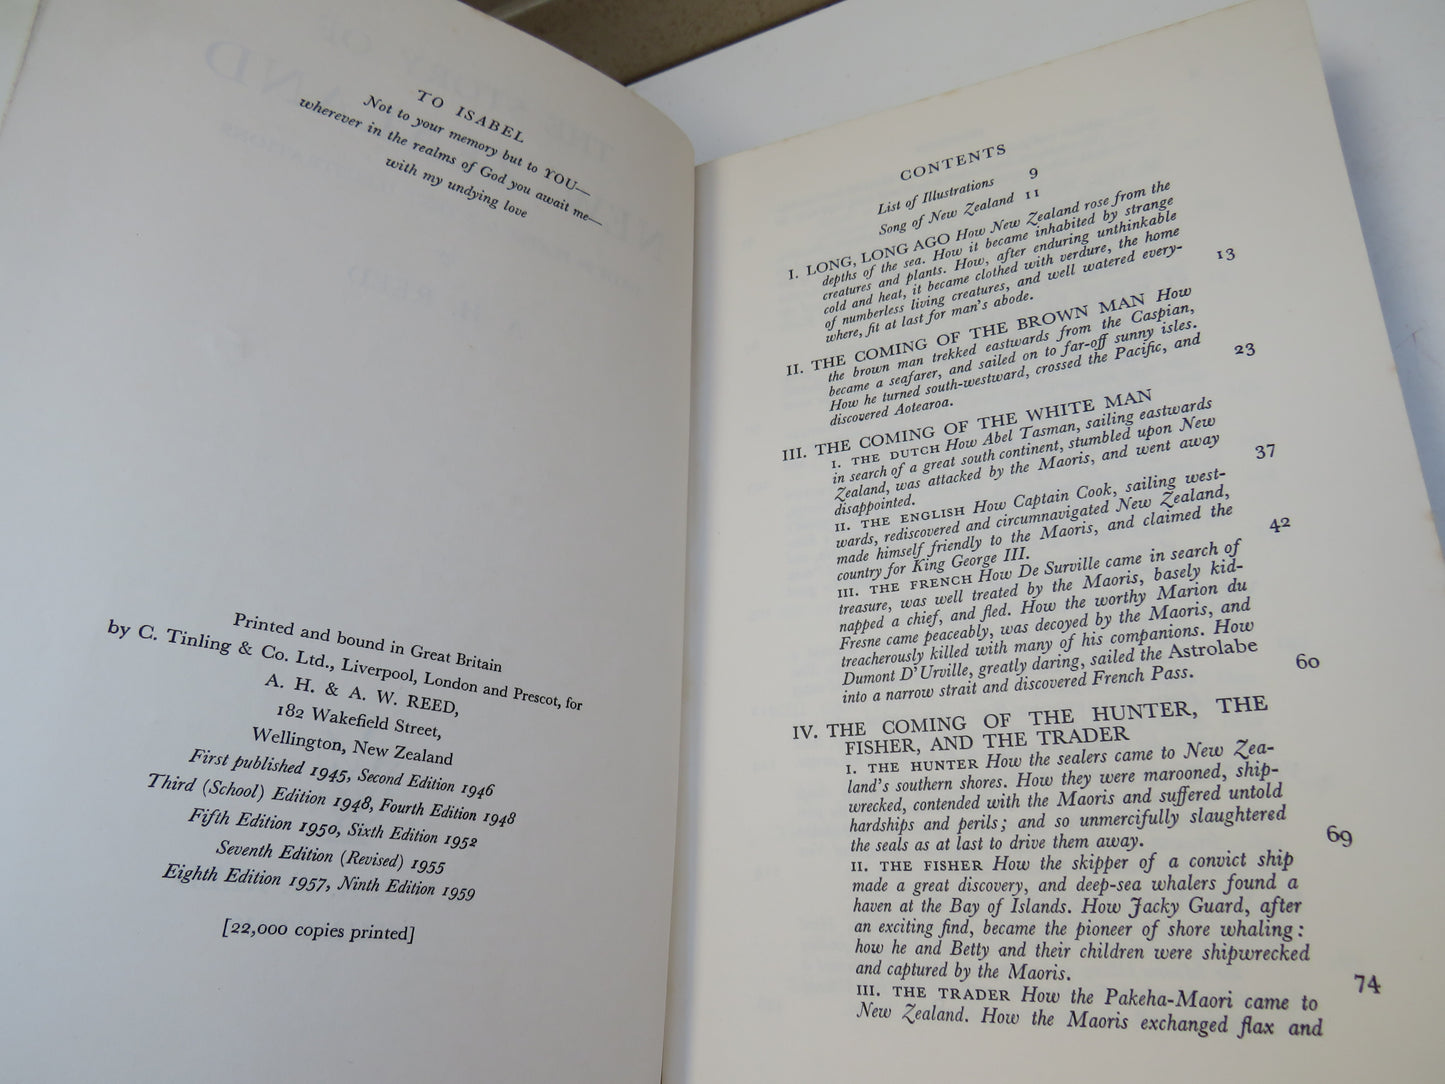 TO ISABEL
Not to your memory but to YOU—
wherever in the realms of God you await me—
with my undying love
Printed and bound in Great Britain
by C. Tinling & Co. Ltd., Liverpool, London and Prescot, for
A. H. & A. W. REED,
182 Wakefield Street,
Wellington, New Zealand
First published 1945, Second Edition 1946
Third (School) Edition 1948, Fourth Edition 1948
Fifth Edition 1950, Sixth Edition 1952
Seventh Edition (Revised) 1955
Eighth Edition 1957, Ninth Edition 1959
[22,000 copies printed]
CONTENTS
List of Illustrations 9
Song of New Zealand 11
I. LONG, LONG AGO How New Zealand rose from the
depths of the sea. How it became inhabited by strange
creatures and plants. How, after enduring unthinkable
cold and heat, it became clothed with verdure, the home
of numberless living creatures, and well watered every-
where, fit at last for man's abode. 13
II. THE COMING OF THE BROWN MAN How
the brown man trekked eastwards from the Caspian,
became a seafarer, and sailed on to far-off sunny isles.
How he turned south-westward, crossed the Pacific, and
discovered Aotearoa. 23
III. THE COMING OF THE WHITE MAN
I. THE DUTCH How Abel Tasman, sailing eastwards
in search of a great south continent, stumbled upon New
Zealand, was attacked by the Maoris, and went away
disappointed. 37
II. THE ENGLISH How Captain Cook, sailing west-
wards, rediscovered and circumnavigated New Zealand,
made himself friendly to the Maoris, and claimed the
country for King George III. 42
III. THE FRENCH How De Surville came in search of
treasure, was well treated by the Maoris, basely kid-
napped a chief, and fled. How the worthy Marion du
Fresne came peaceably, was decoyed by the Maoris, and
treacherously killed with many of his companions. How
Dumont D'Urville, greatly daring, sailed the Astrolabe
into a narrow strait and discovered French Pass. 60
IV. THE COMING OF THE HUNTER, THE
FISHER, AND THE TRADER
I. THE HUNTER How the sealers came to New Zea-
land's southern shores. How they were marooned, ship-
wrecked, contended with the Maoris and suffered untold
hardships and perils; and so unmercifully slaughtered
the seals as at last to drive them away. 69
II. THE FISHER How the skipper of a convict ship
made a great discovery, and deep-sea whalers found a
haven at the Bay of Islands. How Jacky Guard, after
an exciting find, became the pioneer of shore whaling:
how he and Betty and their children were shipwrecked
and captured by the Maoris. 74
III. THE TRADER How the Pakeha-Maori came to
New Zealand. How the Maoris exchanged flax and